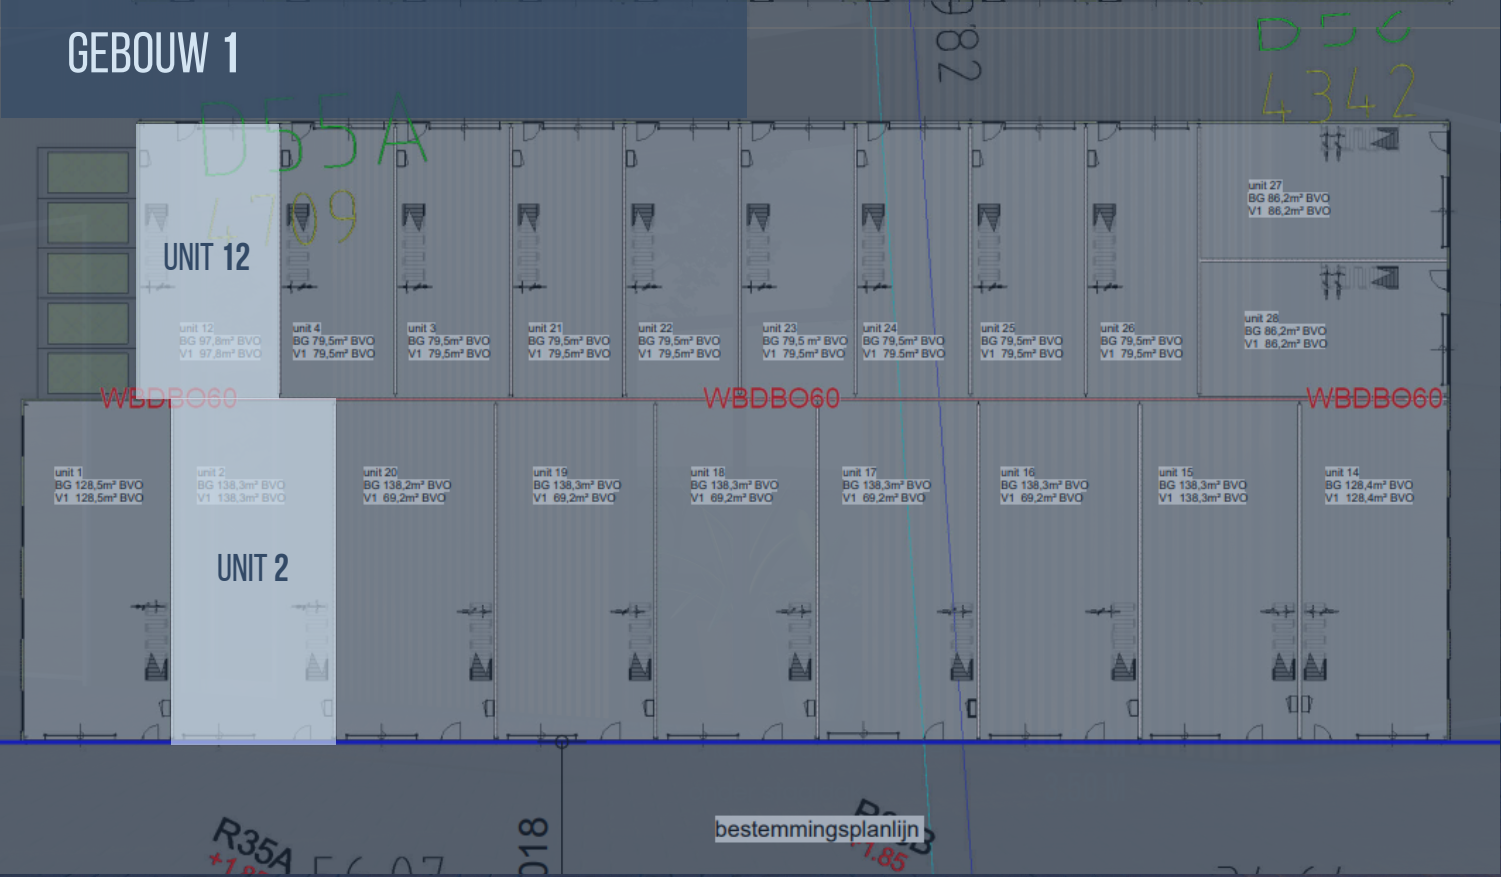 GEBOUW 1
982
D56
4342
D55A
4709
UNIT 12
unit 12
BG 97,8m² BVO
V1 97,8m² BVO
unit 4
BG 79,5m² BVO
V1 79,5m² BVO
unit 3
BG 79,5m² BVO
V1 79,5m² BVO
unit 21
BG 79,5m² BVO
V1 79,5m² BVO
unit 22
BG 79,5m² BVO
V1 79,5m² BVO
unit 23
BG 79,5 m² BVO
V1 79,5m² BVO
unit 24
BG 79,5m² BVO
V1 79,5m² BVO
unit 25
BG 79,5m² BVO
V1 79,5m² BVO
unit 26
BG 79,5m² BVO
V1 79,5m² BVO
unit 27
BG 86,2m² BVO
V1 86,2m² BVO
unit 28
BG 86,2m² BVO
V1 86,2m² BVO
WBDBO60
WBDBO60
WBDBO60
unit 1
BG 128,5m² BVO
V1 128,5m² BVO
unit 2
BG 138,3m² BVO
V1 138,3m² BVO
UNIT 2
unit 20
BG 138,2m² BVO
V1 69,2m² BVO
unit 19
BG 138,3m² BVO
V1 69,2m² BVO
unit 18
BG 138,3m² BVO
V1 69,2m² BVO
unit 17
BG 138,3m² BVO
V1 69,2m² BVO
unit 16
BG 138,3m² BVO
V1 69,2m² BVO
unit 15
BG 138,3m² BVO
V1 138,3m² BVO
unit 14
BG 128,4m² BVO
V1 128,4m² BVO
bestemmingsplanlijn
R35A
018